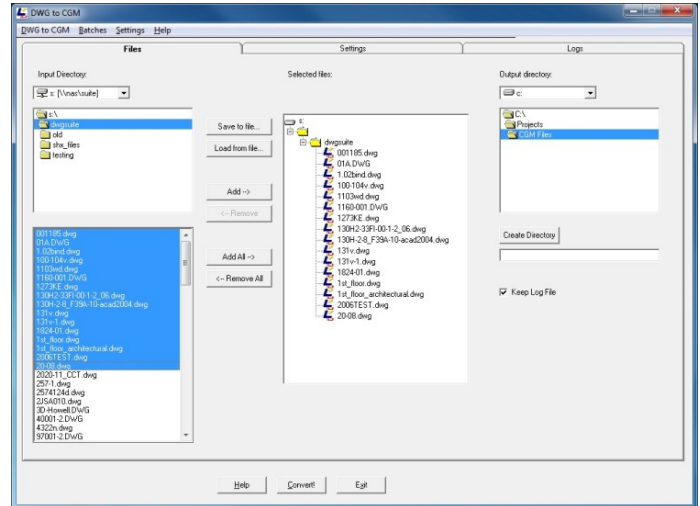 DWG to CGM
DWG to CGM Batches Settings Help
Files Settings Logs
Input Directory:
s: [\\nas\suite]
s:\
dwgsuite
old
shx_files
testing
001185.dwg
01A.DWG
1.02bind.dwg
100-104v.dwg
1103wd.dwg
1160-001.DWG
1273KE.dwg
130H2-33FI-00-1-2_06.dwg
130H-2-8_F39A-10-acad2004.dwg
131v.dwg
131v-1.dwg
1824-01.dwg
1st_floor.dwg
1st_floor_architectural.dwg
2006TEST.dwg
20-08.dwg
2020-11_CCT.dwg
257-1.dwg
2574124d.dwg
2JSA010.dwg
3D-Howell.DWG
40001-2.DWG
4322n.dwg
97001-2.DWG
Save to file...
Load from file...
Add -->
<-- Remove
Add All -->
<-- Remove All
Selected files:
s:
dwgsuite
001185.dwg
01A.DWG
1.02bind.dwg
100-104v.dwg
1103wd.dwg
1160-001.DWG
1273KE.dwg
130H2-33FI-00-1-2_06.dwg
130H-2-8_F39A-10-acad2004.dwg
131v.dwg
131v-1.dwg
1824-01.dwg
1st_floor.dwg
1st_floor_architectural.dwg
2006TEST.dwg
20-08.dwg
Output directory:
c:
C:\
Projects
CGM Files
Create Directory
Keep Log File
Help Convert! Exit